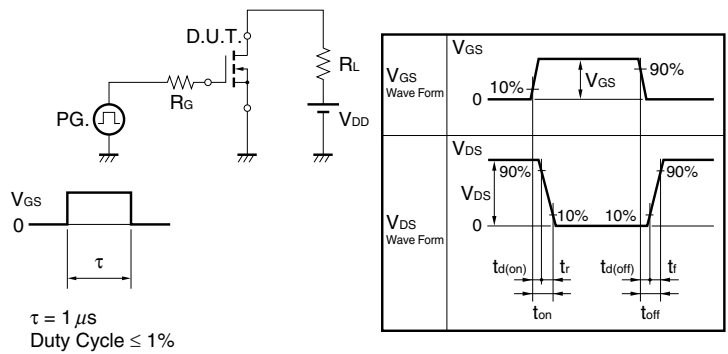 D.U.T.
RL
RG
PG.
VDD
VGS
0
τ
τ = 1 μs
Duty Cycle ≤ 1%
VGS
Wave Form
VGS
10%
VGS
90%
0
VDS
Wave Form
VDS
90%
VDS
90%
10%
10%
0
td(on)
tr
td(off)
tf
ton
toff